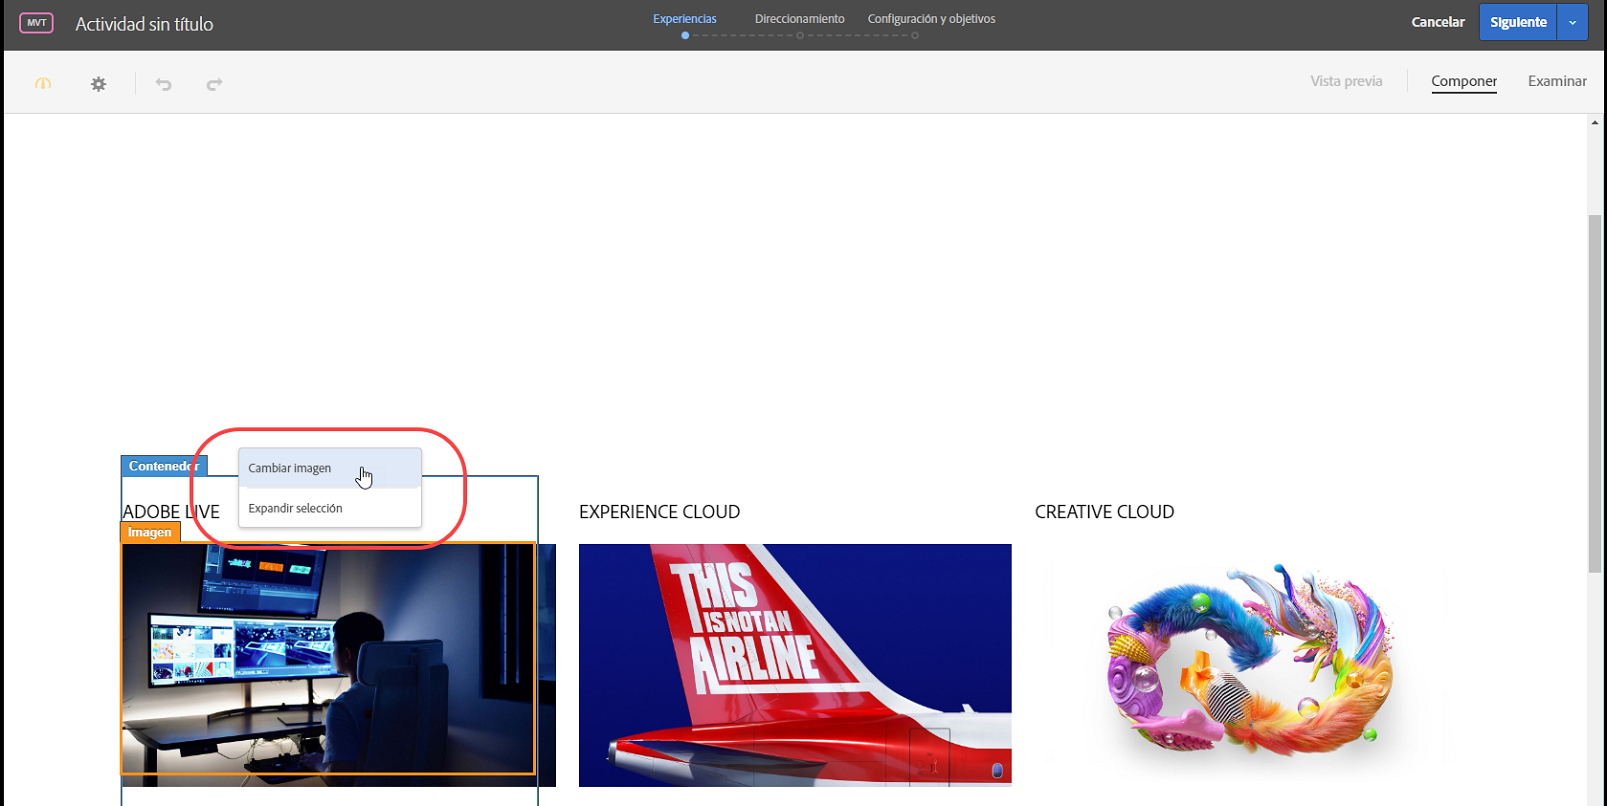 MVT
Actividad sin título
Experiencias
Direccionamiento
Configuración y objetivos
Cancelar
Siguiente
Vista previa
Componer
Examinar
Contenedor
Cambiar imagen
Expandir selección
ADOBE LIVE
Imagen
EXPERIENCE CLOUD
CREATIVE CLOUD
THIS
IS NOT AN
AIRLINE